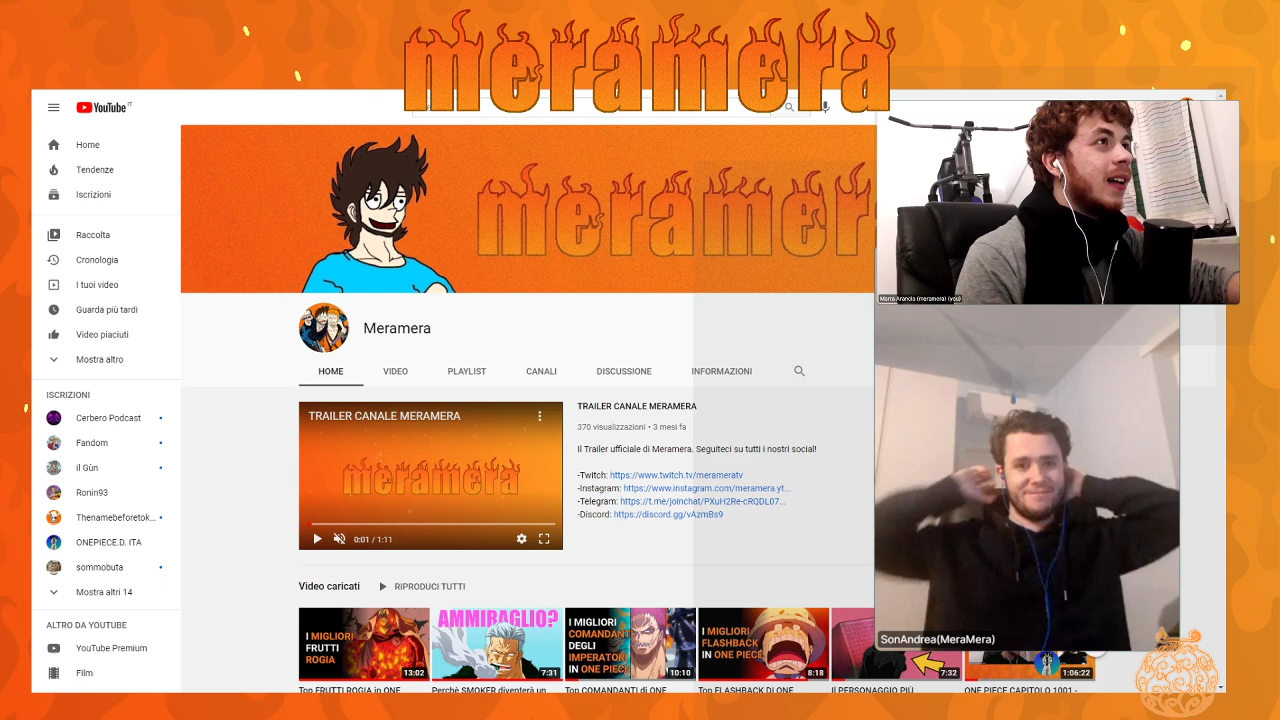 meramera
YouTube IT
Home
Tendenze
Iscrizioni
Raccolta
Cronologia
I tuoi video
Guarda più tardi
Video piaciuti
Mostra altro
ISCRIZIONI
Cerbero Podcast
Fandom
il Gùn
Ronin93
Thenamebeforetok...
ONEPIECE.D. ITA
sommobuta
Mostra altri 14
ALTRO DA YOUTUBE
YouTube Premium
Film
meramera
Meramera
HOME
VIDEO
PLAYLIST
CANALI
DISCUSSIONE
INFORMAZIONI
TRAILER CANALE MERAMERA
meramera
0:01 / 1:11
TRAILER CANALE MERAMERA
370 visualizzazioni • 3 mesi fa
Il Trailer ufficiale di Meramera. Seguiteci su tutti i nostri social!
-Twitch: https://www.twitch.tv/merameratv
-Instagram: https://www.instagram.com/meramera.yt...
-Telegram: https://t.me/joinchat/PXuH2Re-cRQDL07...
-Discord: https://discord.gg/vAzmBs9
Video caricati
RIPRODUCI TUTTI
I MIGLIORI
FRUTTI
ROGIA
13:02
AMMIRAGLIO?
7:31
I MIGLIORI
COMANDANTI
DEGLI
IMPERATORI
IN ONE PIECE
10:10
I MIGLIORI
FLASHBACK
IN ONE PIECE
8:18
7:32
1:06:22
Top FRUTTI ROGIA in ONE
Perchè SMOKER diventerà un
Top COMANDANTI di ONE
Top FLASHBACK DI ONE
Il PERSONAGGIO PIÙ
ONE PIECE CAPITOLO 1001 -
Marra Arancia (meramera) (you)
SonAndrea(MeraMera)